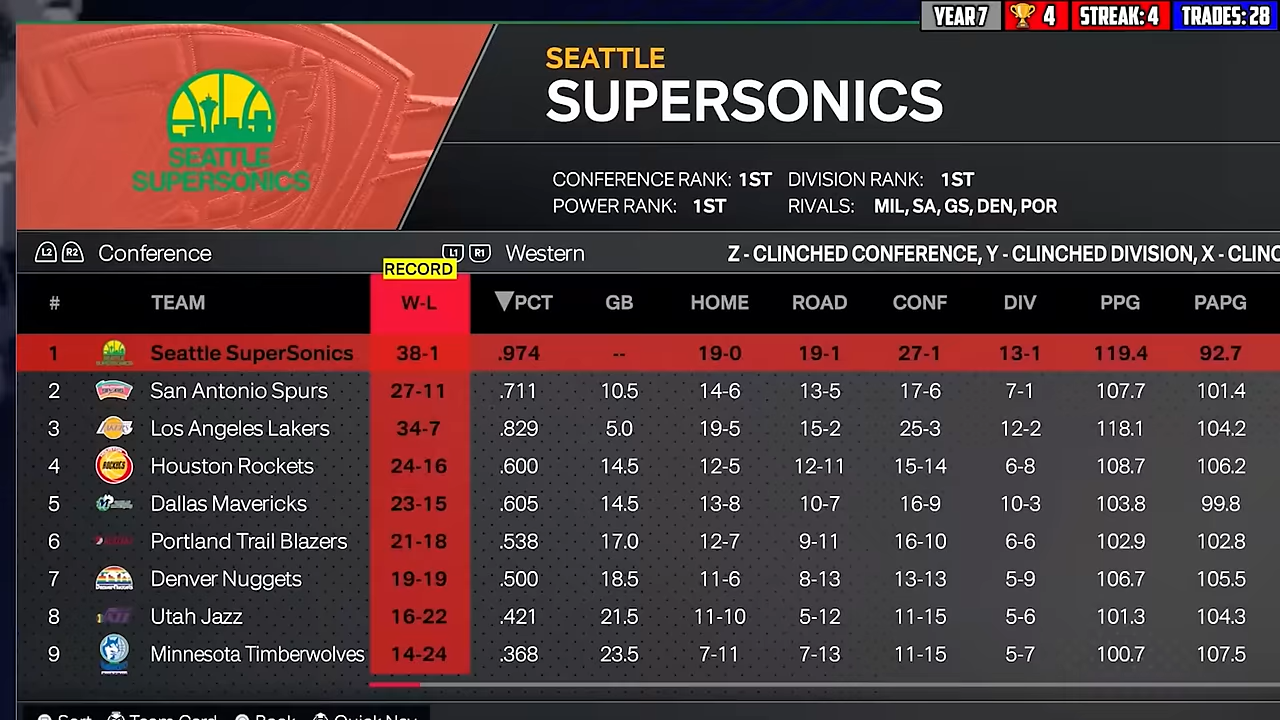 YEAR 7 🏆 4 STREAK: 4 TRADES: 28
SEATTLE
SUPERSONICS
SEATTLE
SUPERSONICS
CONFERENCE RANK: 1ST DIVISION RANK: 1ST
POWER RANK: 1ST RIVALS: MIL, SA, GS, DEN, POR
L2 R2 Conference L1 R1 Western Z - CLINCHED CONFERENCE, Y - CLINCHED DIVISION, X - CLINC
RECORD
# TEAM W-L ▼PCT GB HOME ROAD CONF DIV PPG PAPG
1 Seattle SuperSonics 38-1 .974 -- 19-0 19-1 27-1 13-1 119.4 92.7
2 San Antonio Spurs 27-11 .711 10.5 14-6 13-5 17-6 7-1 107.7 101.4
3 Los Angeles Lakers 34-7 .829 5.0 19-5 15-2 25-3 12-2 118.1 104.2
4 Houston Rockets 24-16 .600 14.5 12-5 12-11 15-14 6-8 108.7 106.2
5 Dallas Mavericks 23-15 .605 14.5 13-8 10-7 16-9 10-3 103.8 99.8
6 Portland Trail Blazers 21-18 .538 17.0 12-7 9-11 16-10 6-6 102.9 102.8
7 Denver Nuggets 19-19 .500 18.5 11-6 8-13 13-13 5-9 106.7 105.5
8 Utah Jazz 16-22 .421 21.5 11-10 5-12 11-15 5-6 101.3 104.3
9 Minnesota Timberwolves 14-24 .368 23.5 7-11 7-13 11-15 5-7 100.7 107.5
Sort Team Card Back Quick Nav